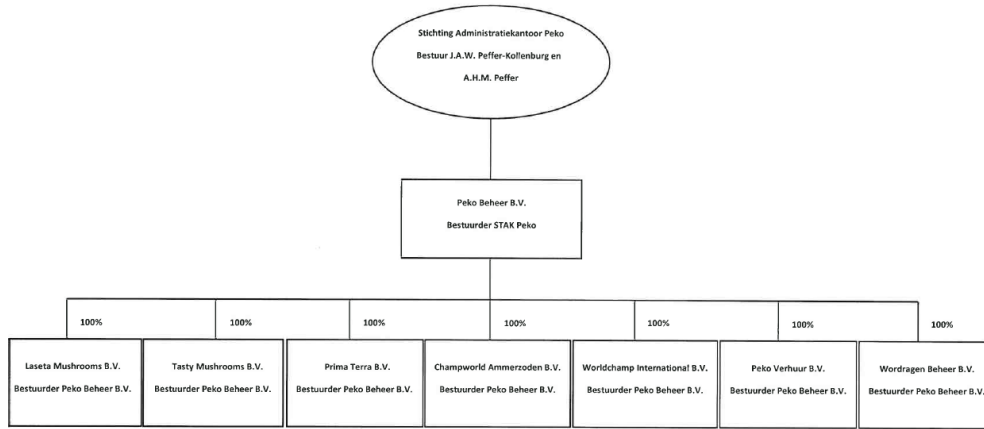 Stichting Administratiekantoor Peko
Bestuur J.A.W. Peffer-Kollenburg en
A.H.M. Peffer
Peko Beheer B.V.
Bestuurder STAK Peko
100%
100%
100%
100%
100%
100%
100%
Laseta Mushrooms B.V.
Bestuurder Peko Beheer B.V.
Tasty Mushrooms B.V.
Bestuurder Peko Beheer B.V.
Prima Terra B.V.
Bestuurder Peko Beheer B.V.
Champworld Ammerzoden B.V.
Bestuurder Peko Beheer B.V.
Worldchamp International B.V.
Bestuurder Peko Beheer B.V.
Peko Verhuur B.V.
Bestuurder Peko Beheer B.V.
Wordragen Beheer B.V.
Bestuurder Peko Beheer B.V.